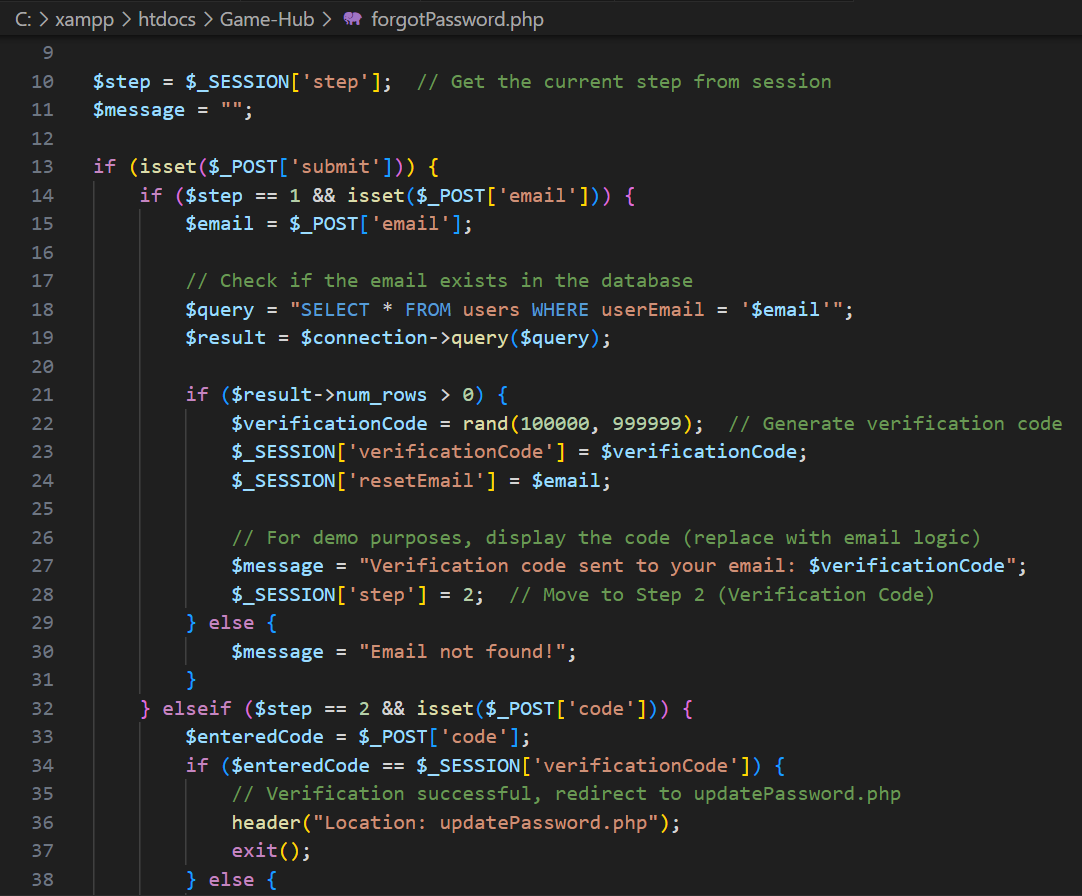 C: > xampp > htdocs > Game-Hub > forgotPassword.php
9
10 $step = $_SESSION['step'];  // Get the current step from session
11 $message = "";
12
13 if (isset($_POST['submit'])) {
14     if ($step == 1 && isset($_POST['email'])) {
15         $email = $_POST['email'];
16
17         // Check if the email exists in the database
18         $query = "SELECT * FROM users WHERE userEmail = '$email'";
19         $result = $connection->query($query);
20
21         if ($result->num_rows > 0) {
22             $verificationCode = rand(100000, 999999);  // Generate verification code
23             $_SESSION['verificationCode'] = $verificationCode;
24             $_SESSION['resetEmail'] = $email;
25
26             // For demo purposes, display the code (replace with email logic)
27             $message = "Verification code sent to your email: $verificationCode";
28             $_SESSION['step'] = 2;  // Move to Step 2 (Verification Code)
29         } else {
30             $message = "Email not found!";
31         }
32     } elseif ($step == 2 && isset($_POST['code'])) {
33         $enteredCode = $_POST['code'];
34         if ($enteredCode == $_SESSION['verificationCode']) {
35             // Verification successful, redirect to updatePassword.php
36             header("Location: updatePassword.php");
37             exit();
38         } else {